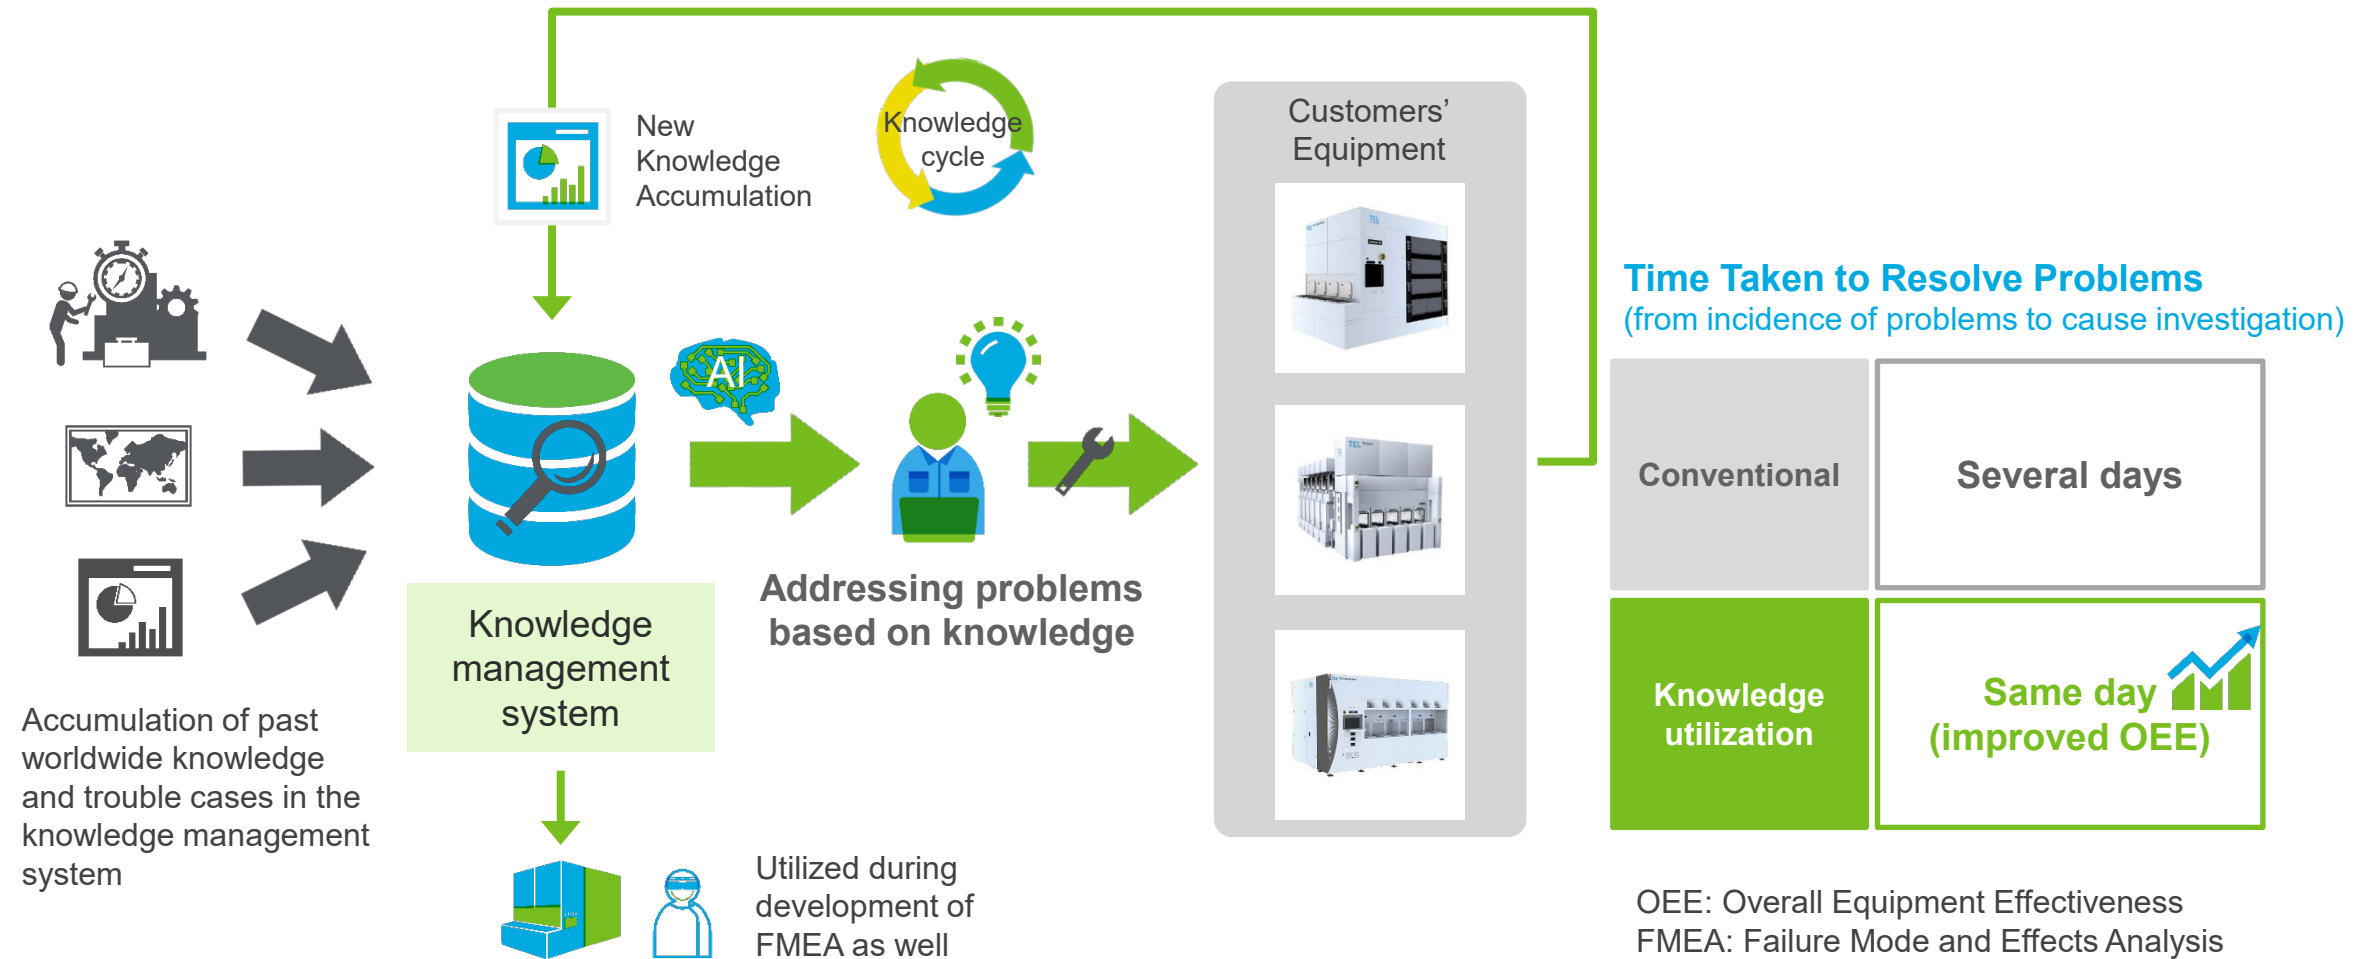 New
Knowledge
Accumulation
Knowledge
cycle
Customers’
Equipment
TEL
TEL
TEL
AI
Accumulation of past
worldwide knowledge
and trouble cases in the
knowledge management
system
Knowledge
management
system
Addressing problems
based on knowledge
Utilized during
development of
FMEA as well
Time Taken to Resolve Problems
(from incidence of problems to cause investigation)
Conventional
Several days
Knowledge
utilization
Same day
(improved OEE)
OEE: Overall Equipment Effectiveness
FMEA: Failure Mode and Effects Analysis